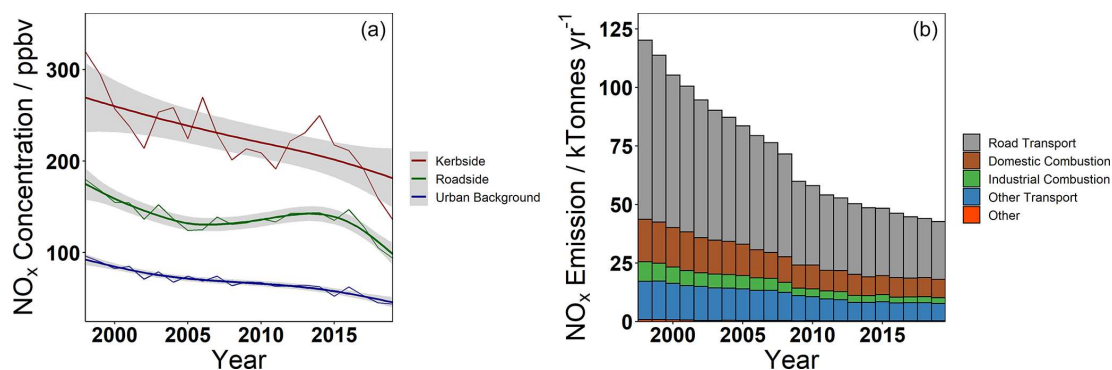 (a)
NOx Concentration / ppbv
300
200
100
2000
2005
2010
2015
Year
Kerbside
Roadside
Urban Background
(b)
NOx Emission / kTonnes yr-1
125
100
75
50
25
0
2000
2005
2010
2015
Year
Road Transport
Domestic Combustion
Industrial Combustion
Other Transport
Other